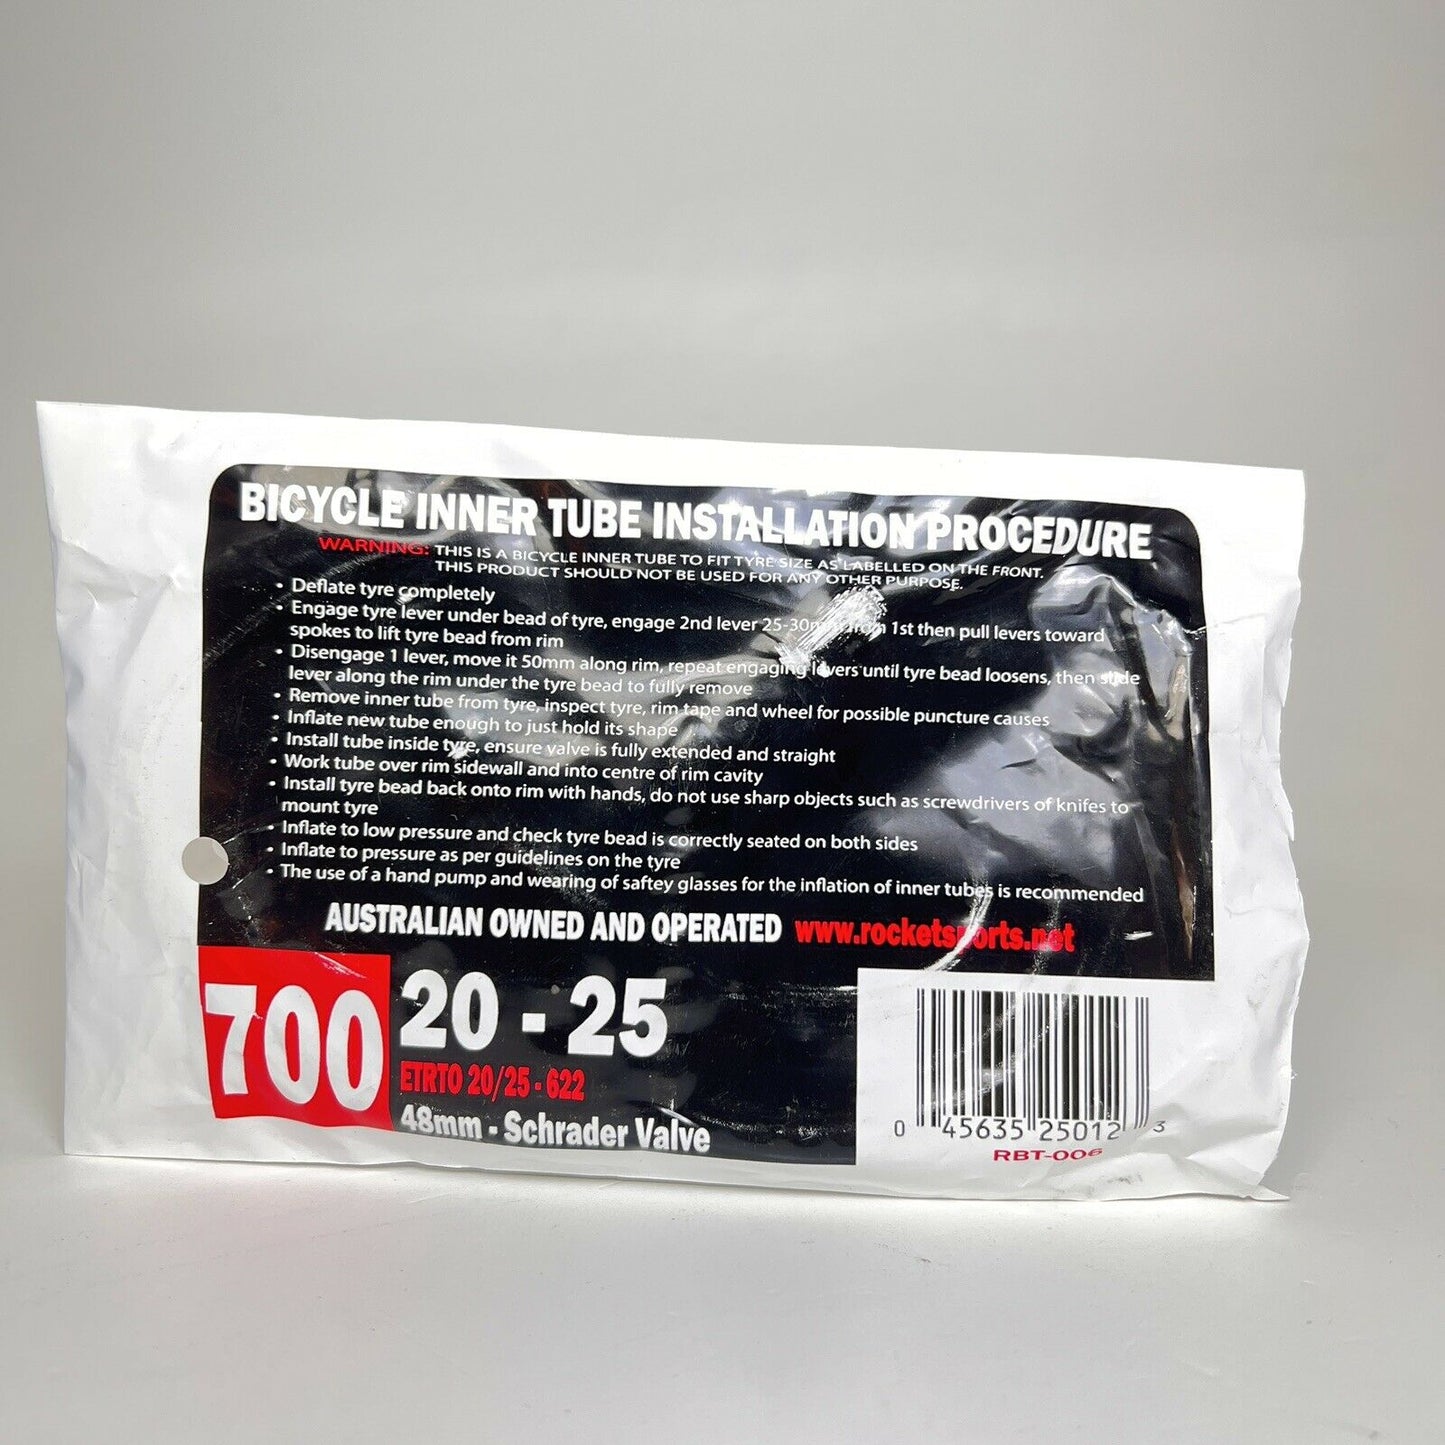 BICYCLE INNER TUBE INSTALLATION PROCEDURE
WARNING: THIS IS A BICYCLE INNER TUBE TO FIT TYRE SIZE AS LABELLED ON THE FRONT.
THIS PRODUCT SHOULD NOT BE USED FOR ANY OTHER PURPOSE.
• Deflate tyre completely
• Engage tyre lever under bead of tyre, engage 2nd lever 25-30mm from 1st then pull levers toward
spokes to lift tyre bead from rim
• Disengage 1 lever, move it 50mm along rim, repeat engaging levers until tyre bead loosens, then slide
lever along the rim under the tyre bead to fully remove
• Remove inner tube from tyre, inspect tyre, rim tape and wheel for possible puncture causes
• Inflate new tube enough to just hold its shape
• Install tube inside tyre, ensure valve is fully extended and straight
• Work tube over rim sidewall and into centre of rim cavity
• Install tyre bead back onto rim with hands, do not use sharp objects such as screwdrivers of knifes to
mount tyre
• Inflate to low pressure and check tyre bead is correctly seated on both sides
• Inflate to pressure as per guidelines on the tyre
• The use of a hand pump and wearing of saftey glasses for the inflation of inner tubes is recommended
AUSTRALIAN OWNED AND OPERATED www.rocketsports.net
700 20 - 25
ETRTO 20/25 - 622
48mm - Schrader Valve
0 45635 25012 3
RBT-006